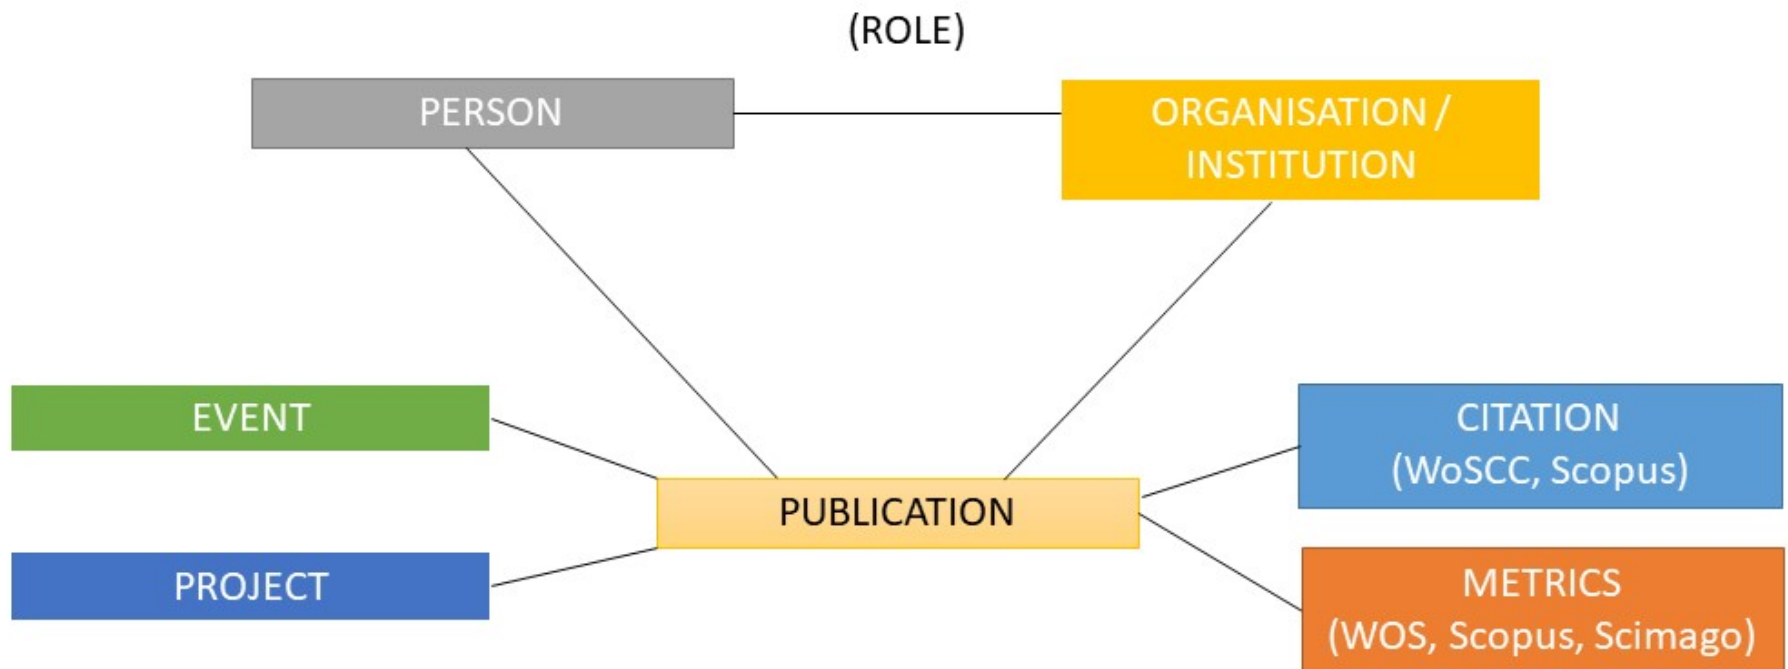 (ROLE)
PERSON
ORGANISATION /
INSTITUTION
EVENT
CITATION
(WoSCC, Scopus)
PUBLICATION
PROJECT
METRICS
(WOS, Scopus, Scimago)